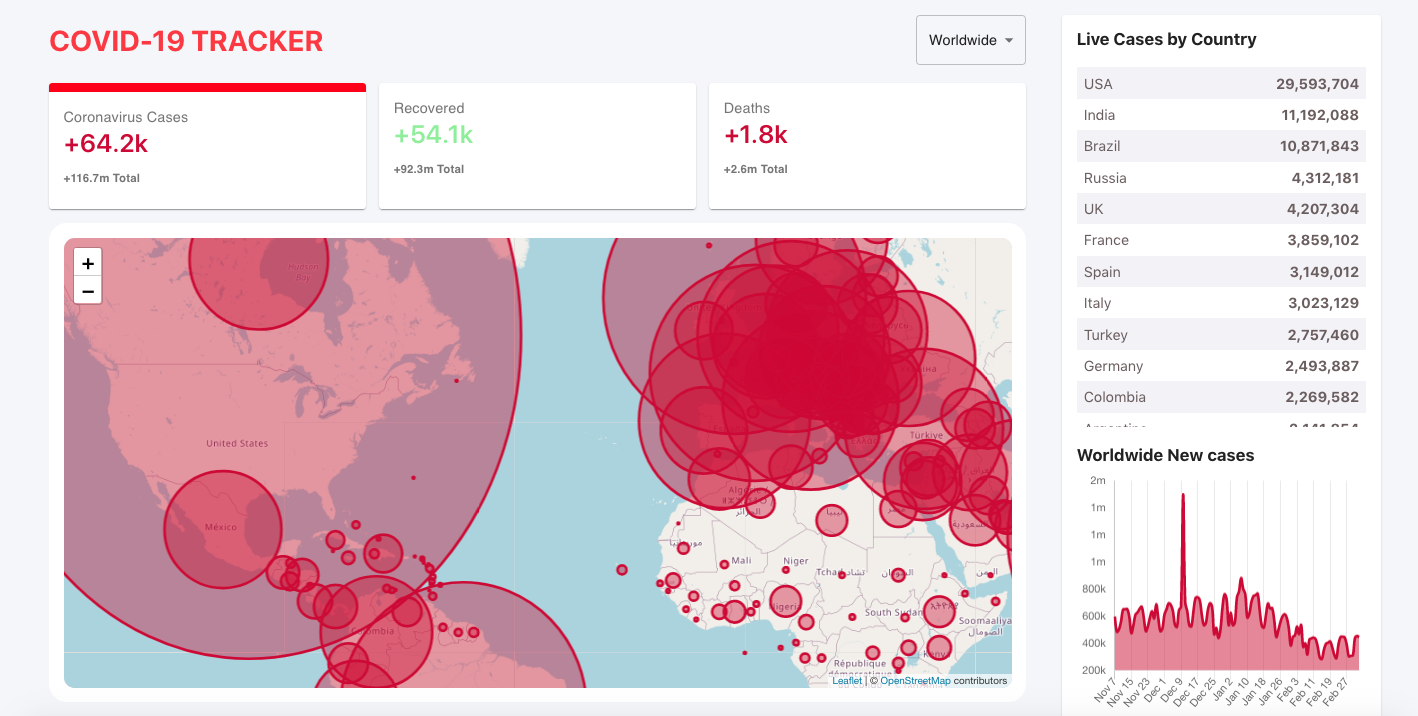 COVID-19 TRACKER
Worldwide
Coronavirus Cases
+64.2k
+116.7m Total
Recovered
+54.1k
+92.3m Total
Deaths
+1.8k
+2.6m Total
+
−
Hudson
Bay
United States
México
Colombia
Türkiye
Mali
Niger
Tchad تشاد
Nigeria
South Sudan
Soomaaliya
الصومال
Kenya
République
démocratique
Leaflet | © OpenStreetMap contributors
Live Cases by Country
USA 29,593,704
India 11,192,088
Brazil 10,871,843
Russia 4,312,181
UK 4,207,304
France 3,859,102
Spain 3,149,012
Italy 3,023,129
Turkey 2,757,460
Germany 2,493,887
Colombia 2,269,582
Worldwide New cases
2m
1m
1m
1m
800k
600k
400k
200k
Nov 7
Nov 15
Nov 23
Dec 1
Dec 9
Dec 17
Dec 25
Jan 2
Jan 10
Jan 18
Jan 26
Feb 3
Feb 11
Feb 19
Feb 27